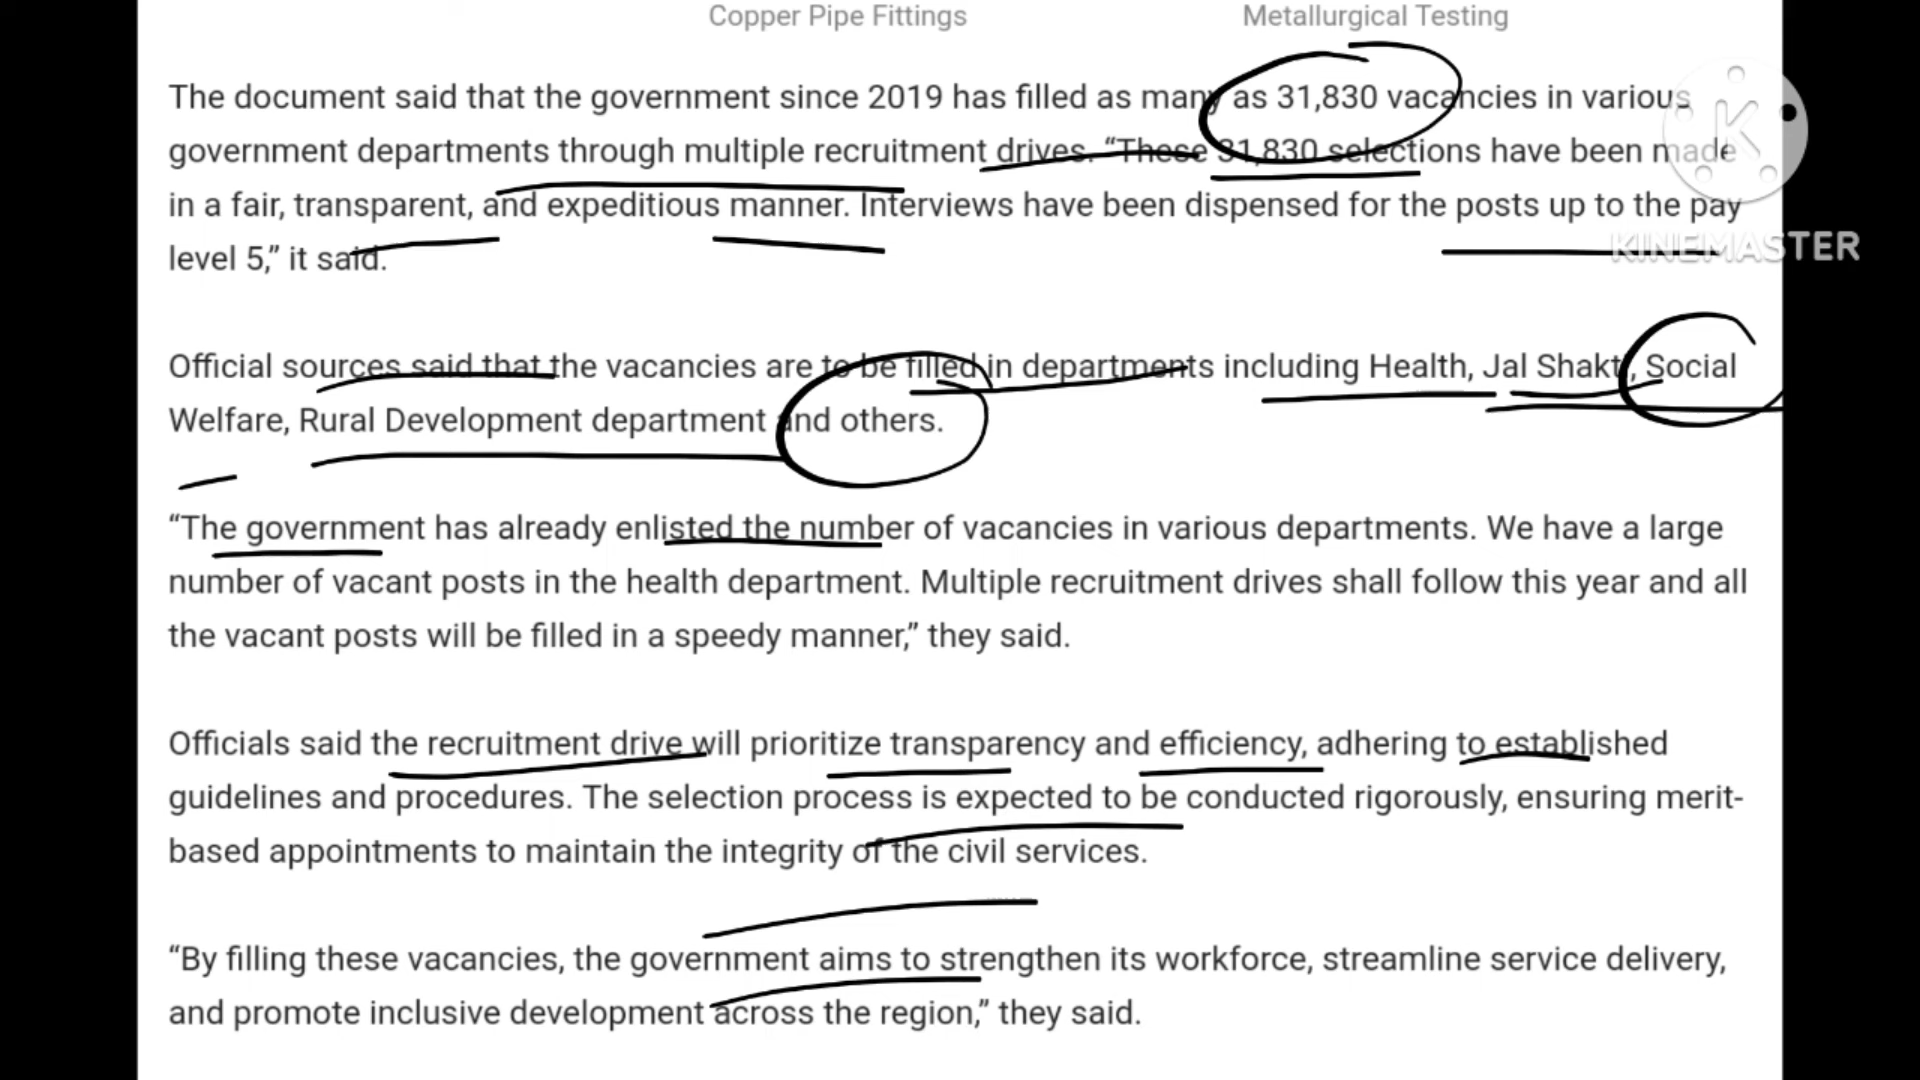 Copper Pipe Fittings Metallurgical Testing
The document said that the government since 2019 has filled as many as 31,830 vacancies in various
government departments through multiple recruitment drives. “These 31,830 selections have been made
in a fair, transparent, and expeditious manner. Interviews have been dispensed for the posts up to the pay
level 5,” it said.
KINEMASTER
Official sources said that the vacancies are to be filled in departments including Health, Jal Shakti, Social
Welfare, Rural Development department and others.
“The government has already enlisted the number of vacancies in various departments. We have a large
number of vacant posts in the health department. Multiple recruitment drives shall follow this year and all
the vacant posts will be filled in a speedy manner,” they said.
Officials said the recruitment drive will prioritize transparency and efficiency, adhering to established
guidelines and procedures. The selection process is expected to be conducted rigorously, ensuring merit-
based appointments to maintain the integrity of the civil services.
“By filling these vacancies, the government aims to strengthen its workforce, streamline service delivery,
and promote inclusive development across the region,” they said.